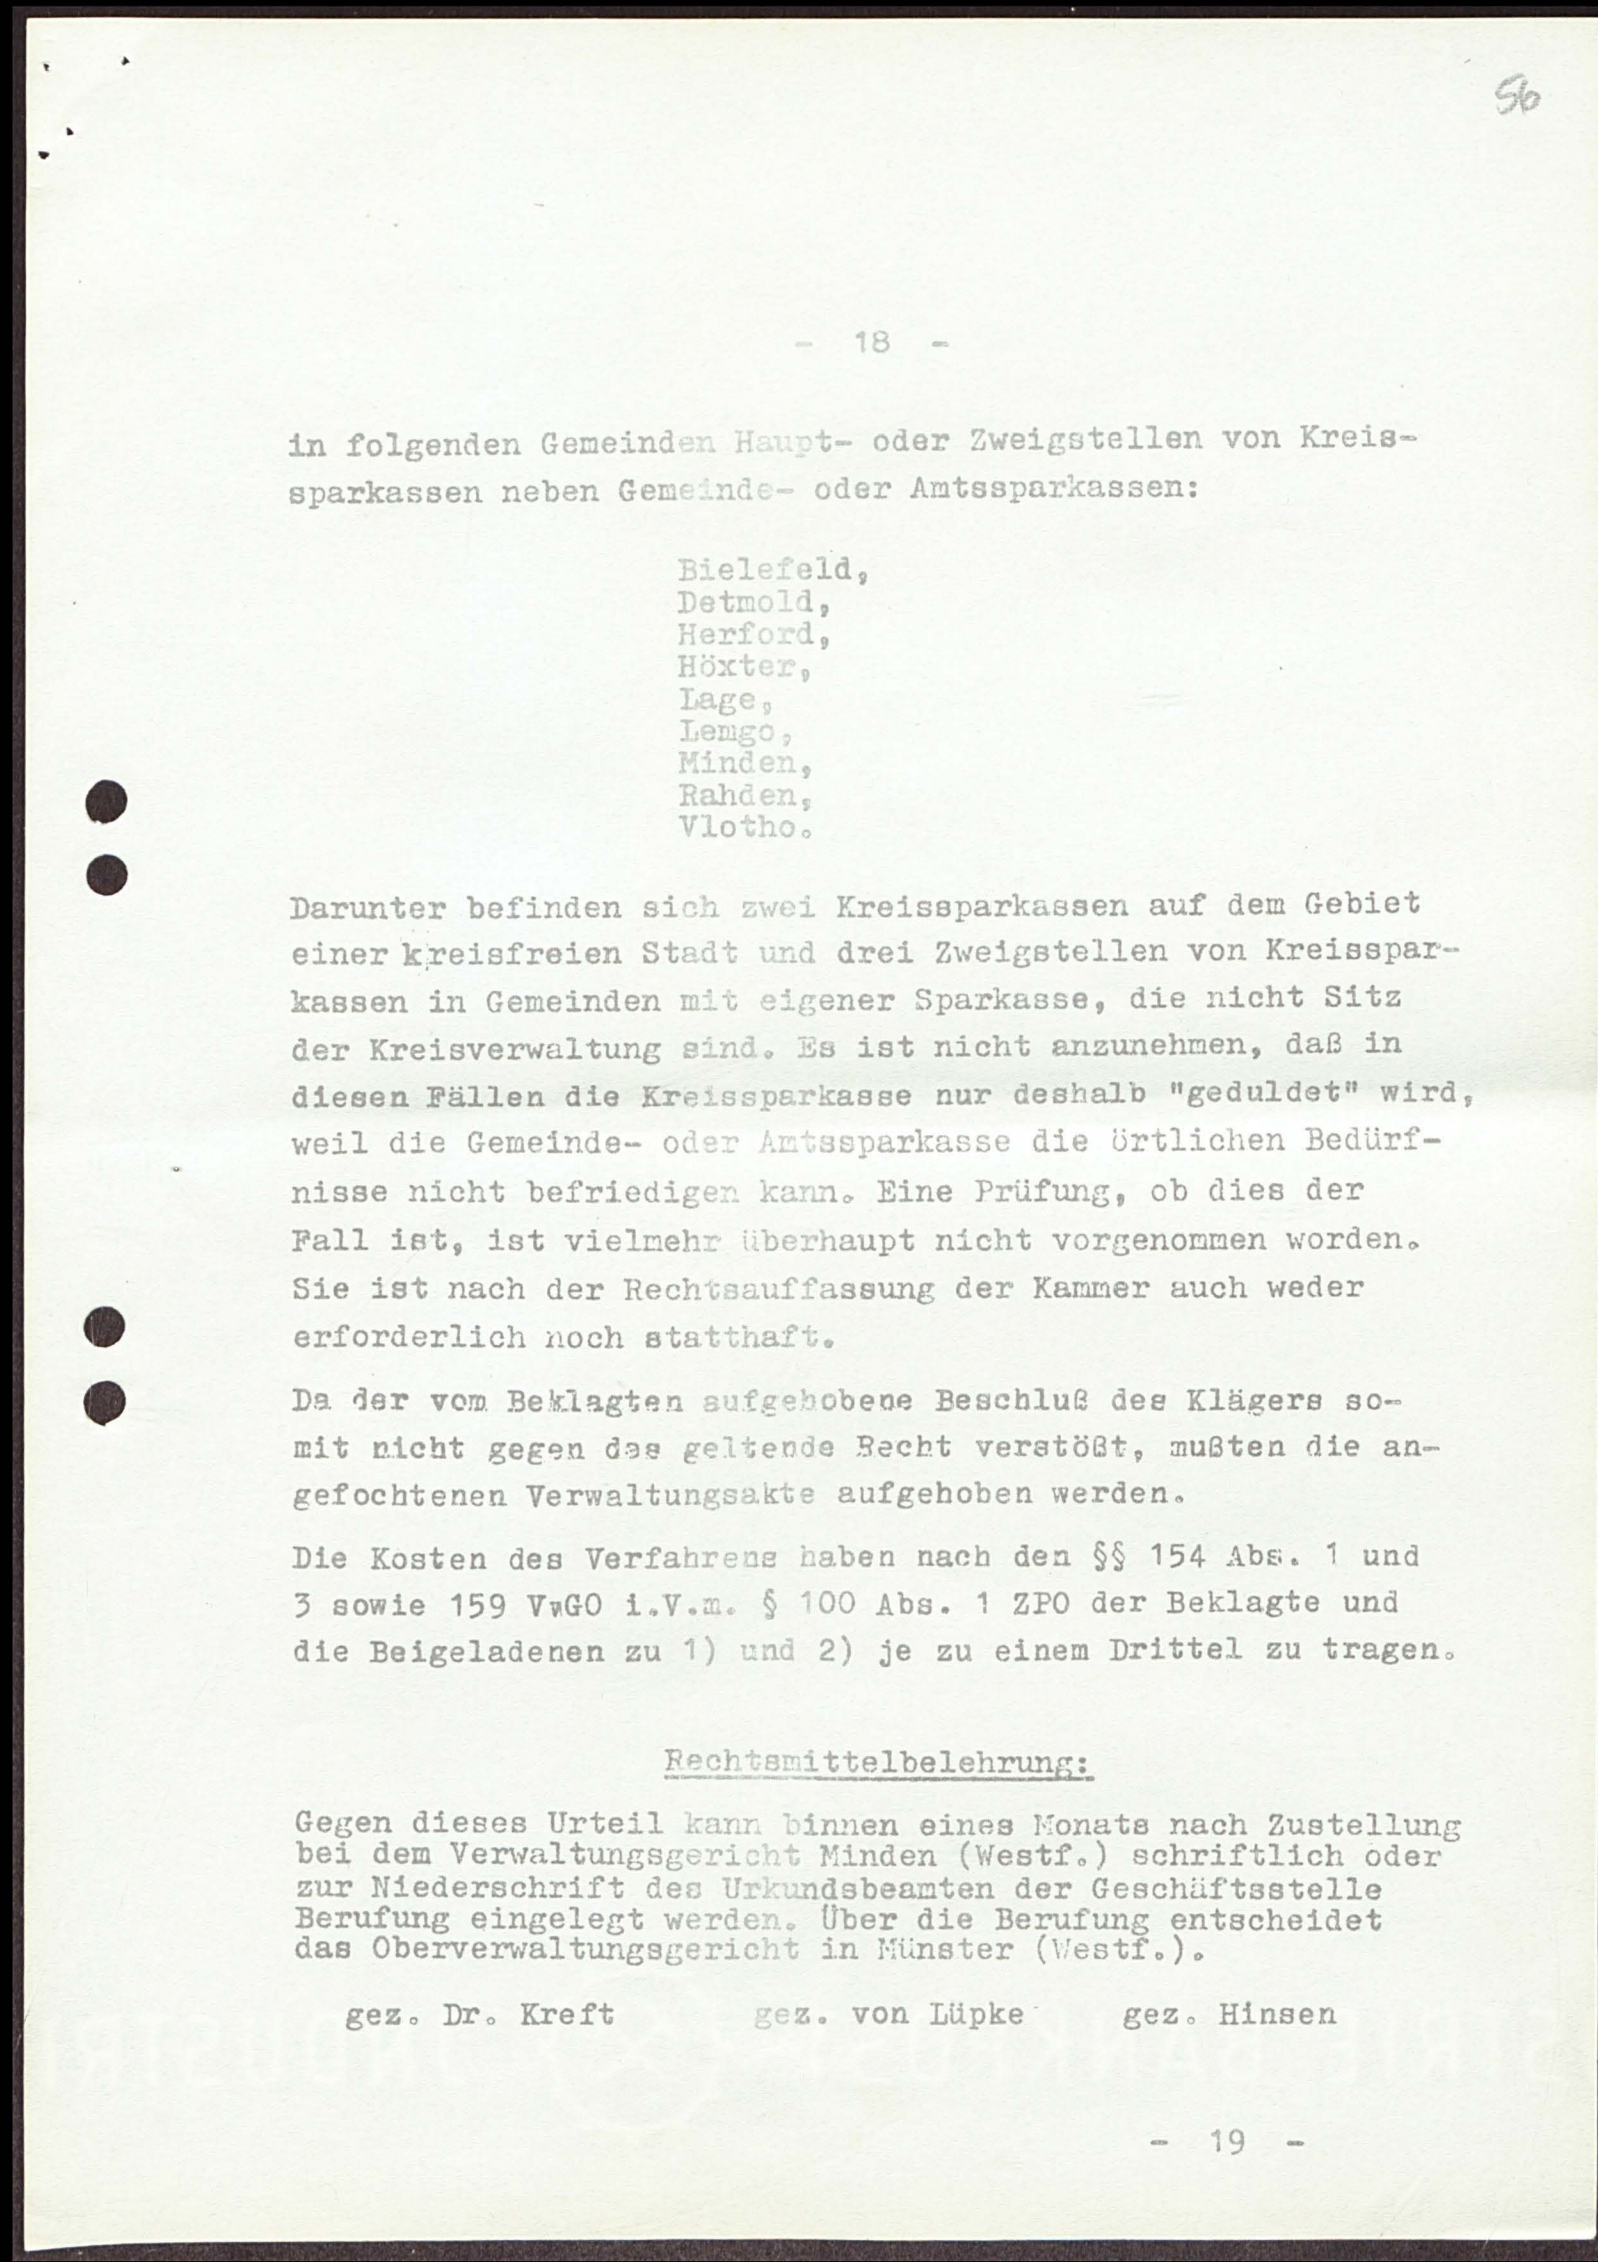 56
- 18 -
in folgenden Gemeinden Haupt- oder Zweigstellen von Kreis-
sparkassen neben Gemeinde- oder Amtssparkassen:
Bielefeld,
Detmold,
Herford,
Höxter,
Lage,
Lemgo,
Minden,
Rahden,
Vlotho.
Darunter befinden sich zwei Kreissparkassen auf dem Gebiet
einer kreisfreien Stadt und drei Zweigstellen von Kreisspar-
kassen in Gemeinden mit eigener Sparkasse, die nicht Sitz
der Kreisverwaltung sind. Es ist nicht anzunehmen, daß in
diesen Fällen die Kreissparkasse nur deshalb "geduldet" wird,
weil die Gemeinde- oder Amtssparkasse die örtlichen Bedürf-
nisse nicht befriedigen kann. Eine Prüfung, ob dies der
Fall ist, ist vielmehr überhaupt nicht vorgenommen worden.
Sie ist nach der Rechtsauffassung der Kammer auch weder
erforderlich noch statthaft.
Da der vom Beklagten aufgehobene Beschluß des Klägers so-
mit nicht gegen das geltende Recht verstößt, mußten die an-
gefochtenen Verwaltungsakte aufgehoben werden.
Die Kosten des Verfahrens haben nach den §§ 154 Abs. 1 und
3 sowie 159 VwGO i.V.m. § 100 Abs. 1 ZPO der Beklagte und
die Beigeladenen zu 1) und 2) je zu einem Drittel zu tragen.
Rechtsmittelbelehrung:
Gegen dieses Urteil kann binnen eines Monats nach Zustellung
bei dem Verwaltungsgericht Minden (Westf.) schriftlich oder
zur Niederschrift des Urkundsbeamten der Geschäftsstelle
Berufung eingelegt werden. Über die Berufung entscheidet
das Oberverwaltungsgericht in Münster (Westf.).
gez. Dr. Kreft gez. von Lüpke gez. Hinsen
- 19 -